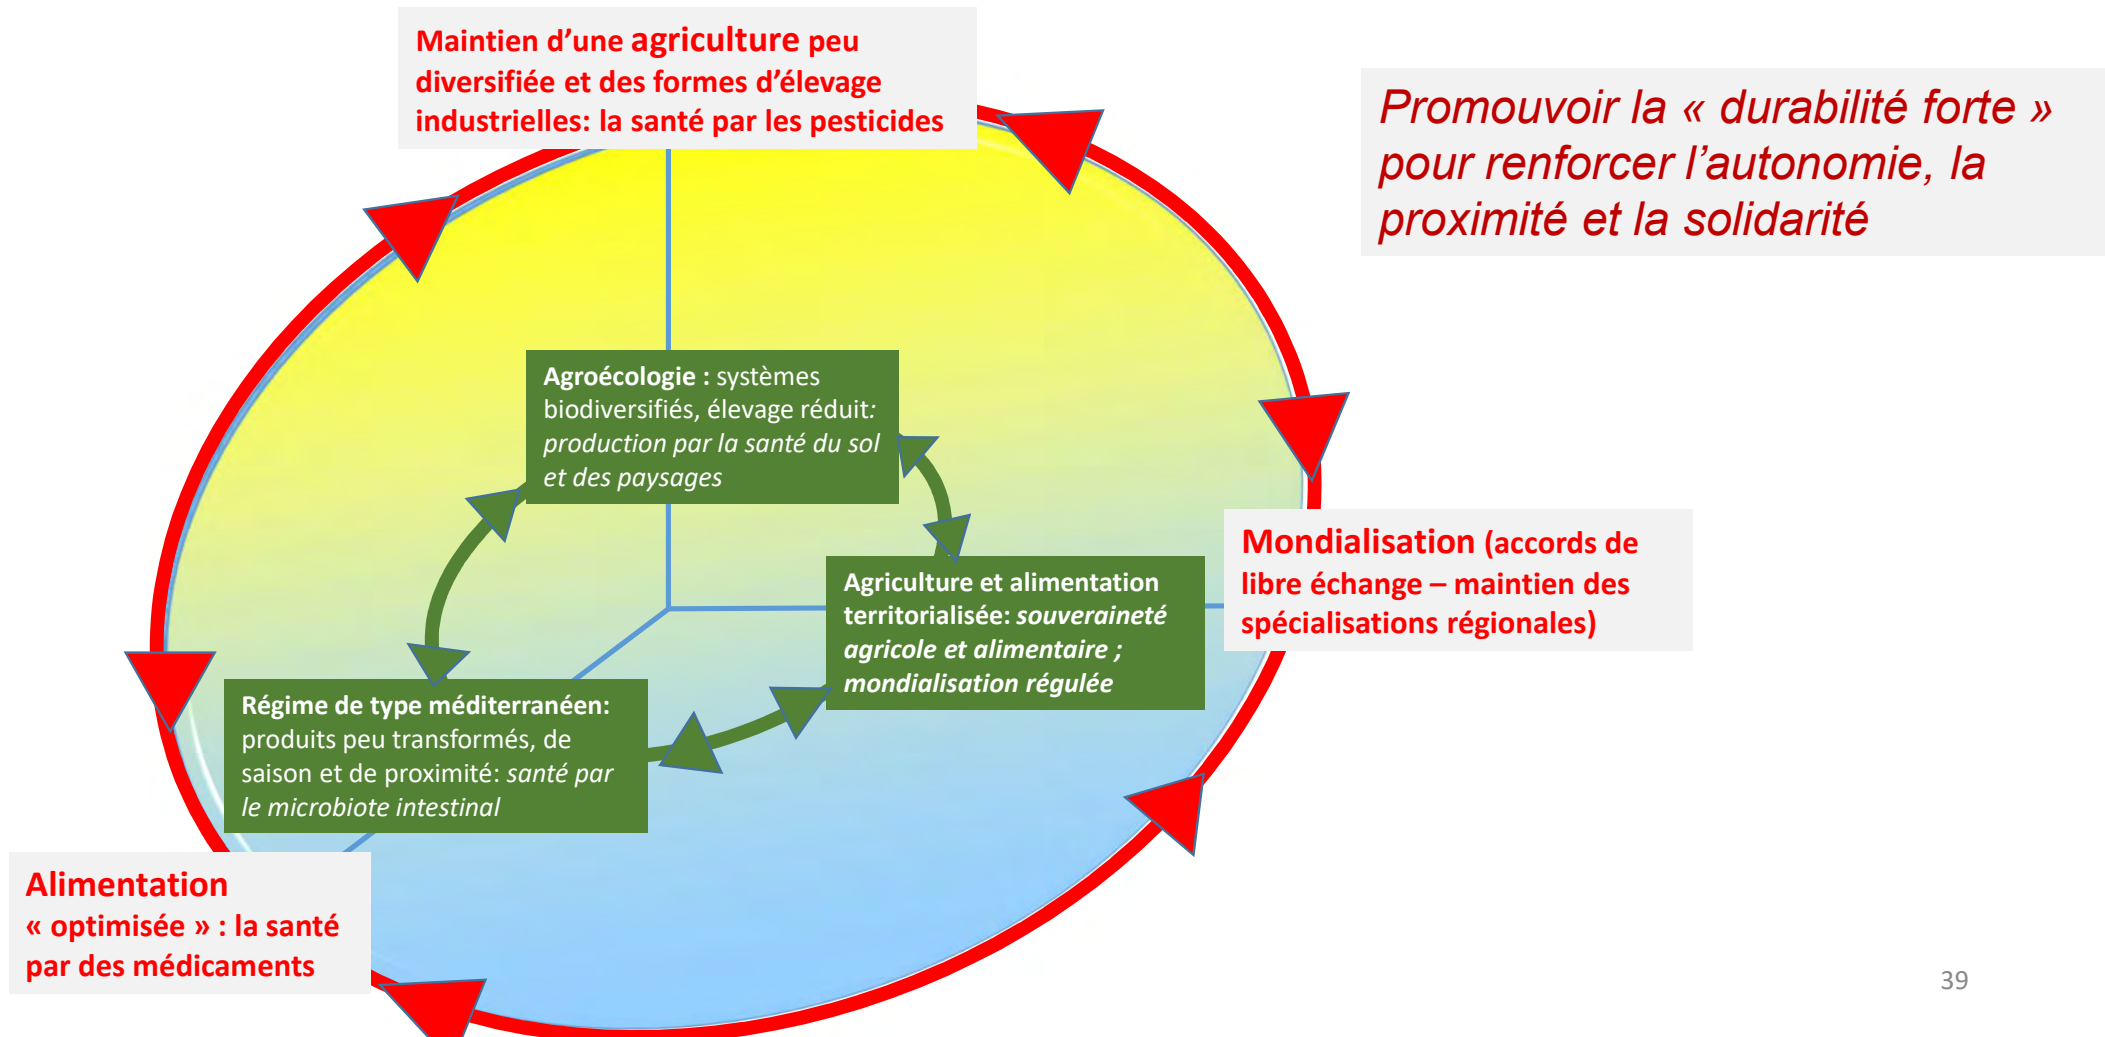 Maintien d’une agriculture peu
diversifiée et des formes d’élevage
industrielles: la santé par les pesticides
Promouvoir la « durabilité forte »
pour renforcer l’autonomie, la
proximité et la solidarité
Agroécologie : systèmes
biodiversifiés, élevage réduit:
production par la santé du sol
et des paysages
Mondialisation (accords de
libre échange – maintien des
spécialisations régionales)
Agriculture et alimentation
territorialisée: souveraineté
agricole et alimentaire ;
mondialisation régulée
Régime de type méditerranéen:
produits peu transformés, de
saison et de proximité: santé par
le microbiote intestinal
Alimentation
« optimisée » : la santé
par des médicaments
39